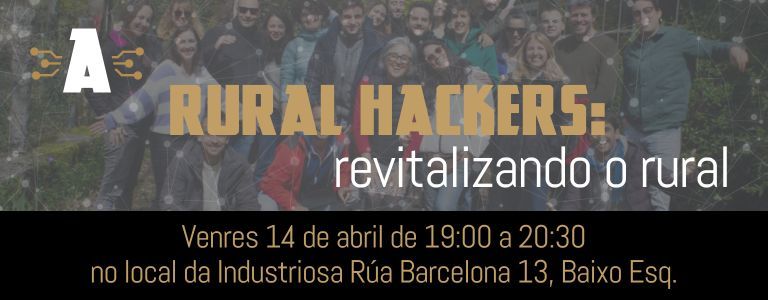 A
RURAL HACKERS:
revitalizando o rural
Venres 14 de abril de 19:00 a 20:30
no local da Industriosa Rúa Barcelona 13, Baixo Esq.